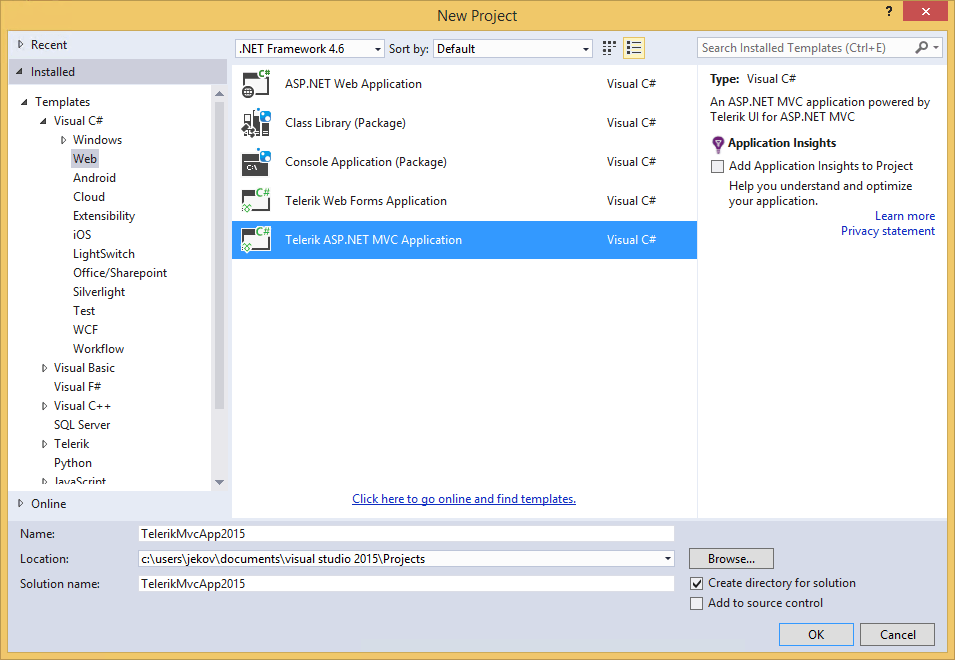 New Project
?
Recent
Installed
Templates
Visual C#
Windows
Web
Android
Cloud
Extensibility
iOS
LightSwitch
Office/Sharepoint
Silverlight
Test
WCF
Workflow
Visual Basic
Visual F#
Visual C++
SQL Server
Telerik
Python
JavaScript
Online
.NET Framework 4.6
Sort by: Default
C# ASP.NET Web Application Visual C#
Class Library (Package) Visual C#
C:\ Console Application (Package) Visual C#
C# Telerik Web Forms Application Visual C#
C# Telerik ASP.NET MVC Application Visual C#
Click here to go online and find templates.
Search Installed Templates (Ctrl+E)
Type: Visual C#
An ASP.NET MVC application powered by
Telerik UI for ASP.NET MVC
Application Insights
Add Application Insights to Project
Help you understand and optimize
your application.
Learn more
Privacy statement
Name: TelerikMvcApp2015
Location: c:\users\jekov\documents\visual studio 2015\Projects
Browse...
Solution name: TelerikMvcApp2015
Create directory for solution
Add to source control
OK Cancel